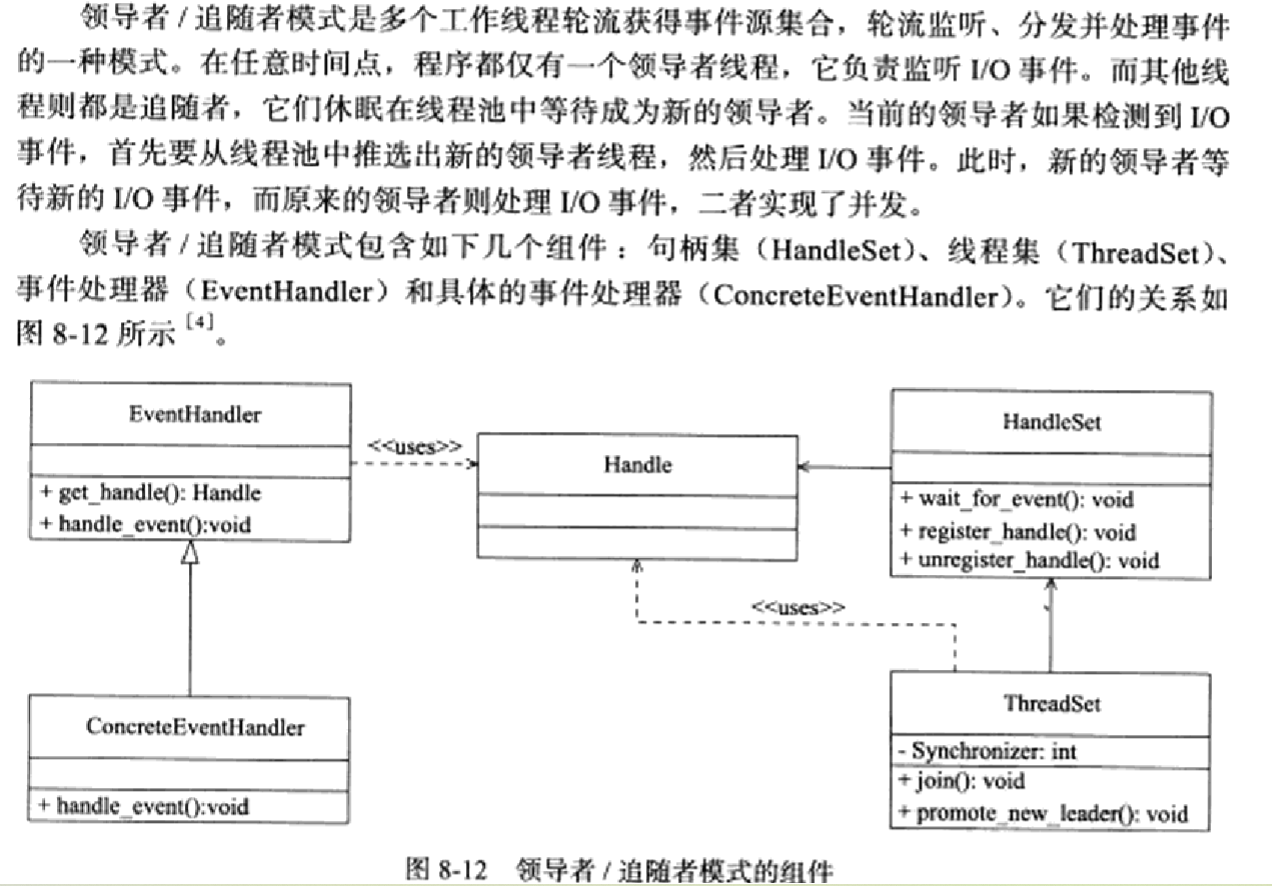 领导者 / 追随者模式是多个工作线程轮流获得事件源集合，轮流监听、分发并处理事件
的一种模式。在任意时间点，程序都仅有一个领导者线程，它负责监听 I/O 事件。而其他线
程则都是追随者，它们休眠在线程池中等待成为新的领导者。当前的领导者如果检测到 I/O
事件，首先要从线程池中推选出新的领导者线程，然后处理 I/O 事件。此时，新的领导者等
待新的 I/O 事件，而原来的领导者则处理 I/O 事件，二者实现了并发。
领导者 / 追随者模式包含如下几个组件：句柄集（HandleSet）、线程集（ThreadSet）、
事件处理器（EventHandler）和具体的事件处理器（ConcreteEventHandler）。它们的关系如
图 8-12 所示 [4]。
EventHandler
+ get_handle(): Handle
+ handle_event():void
<<uses>>
Handle
HandleSet
+ wait_for_event(): void
+ register_handle(): void
+ unregister_handle(): void
<<uses>>
ConcreteEventHandler
+ handle_event():void
ThreadSet
- Synchronizer: int
+ join(): void
+ promote_new_leader(): void
图 8-12 领导者 / 追随者模式的组件